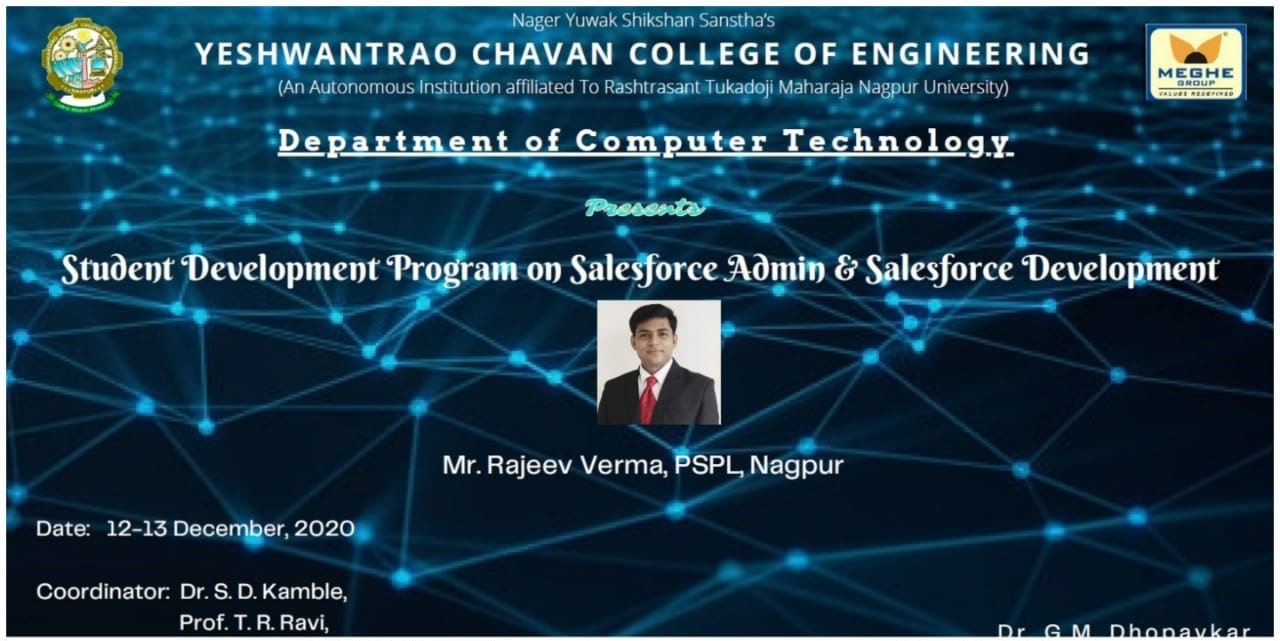 Nager Yuwak Shikshan Sanstha's
YESHWANTRAO CHAVAN COLLEGE OF ENGINEERING
(An Autonomous Institution affiliated To Rashtrasant Tukadoji Maharaja Nagpur University)
MEGHE
GROUP
VALUES REDEFINED
Department of Computer Technology
Presents
Student Development Program on Salesforce Admin & Salesforce Development
Mr. Rajeev Verma, PSPL, Nagpur
Date: 12-13 December, 2020
Coordinator: Dr. S. D. Kamble,
Prof. T. R. Ravi,
Dr. G.M. Dhopavkar